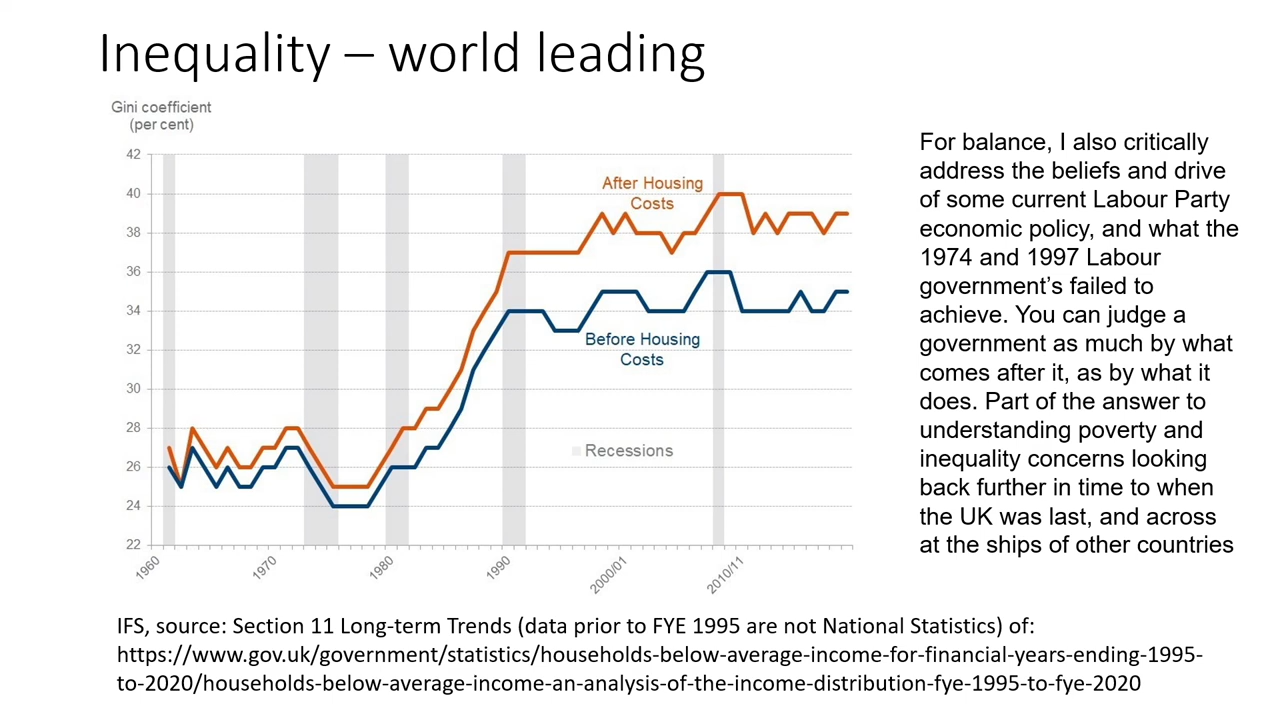 Inequality – world leading
Gini coefficient
(per cent)
42
40
38
36
34
32
30
28
26
24
22
After Housing
Costs
Before Housing
Costs
Recessions
1960
1970
1980
1990
2000/01
2010/11
For balance, I also critically
address the beliefs and drive
of some current Labour Party
economic policy, and what the
1974 and 1997 Labour
government’s failed to
achieve. You can judge a
government as much by what
comes after it, as by what it
does. Part of the answer to
understanding poverty and
inequality concerns looking
back further in time to when
the UK was last, and across
at the ships of other countries
IFS, source: Section 11 Long-term Trends (data prior to FYE 1995 are not National Statistics) of:
https://www.gov.uk/government/statistics/households-below-average-income-for-financial-years-ending-1995-
to-2020/households-below-average-income-an-analysis-of-the-income-distribution-fye-1995-to-fye-2020